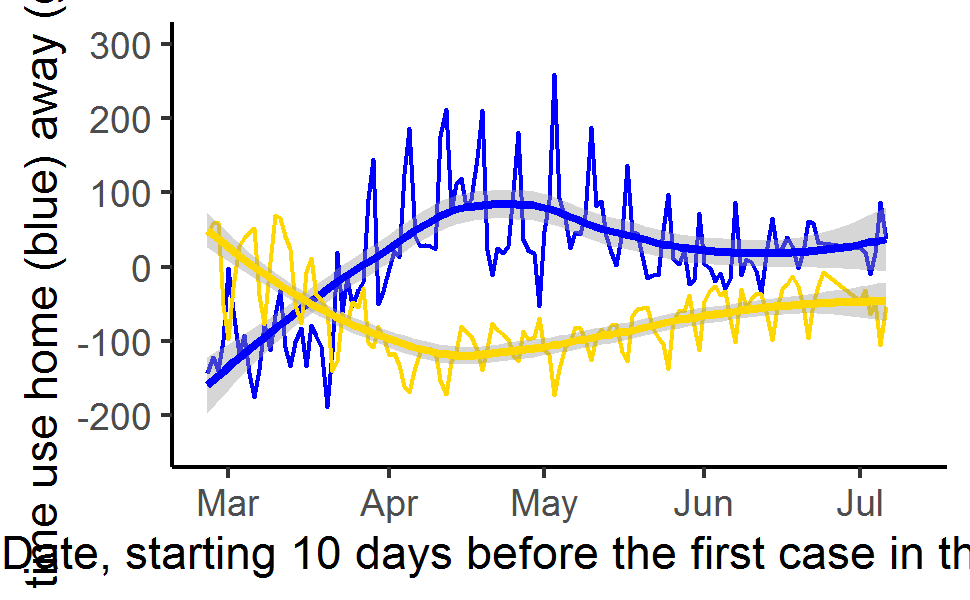 time use home (blue) away (
300
200
100
0
-100
-200
Mar Apr May Jun Jul
Date, starting 10 days before the first case in th